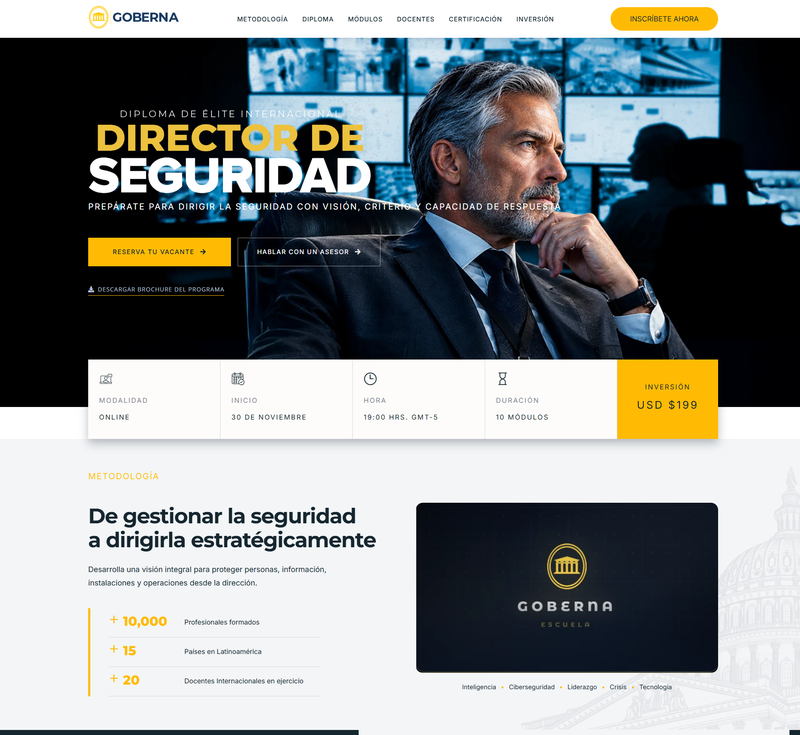 GOBERNA
METODOLOGÍA DIPLOMA MÓDULOS DOCENTES CERTIFICACIÓN INVERSIÓN
INSCRÍBETE AHORA
DIPLOMA DE ÉLITE INTERNACIONAL
DIRECTOR DE
SEGURIDAD
PREPÁRATE PARA DIRIGIR LA SEGURIDAD CON VISIÓN, CRITERIO Y CAPACIDAD DE RESPUESTA
RESERVA TU VACANTE →
HABLAR CON UN ASESOR →
DESCARGAR BROCHURE DEL PROGRAMA
MODALIDAD
ONLINE
INICIO
30 DE NOVIEMBRE
HORA
19:00 HRS. GMT-5
DURACIÓN
10 MÓDULOS
INVERSIÓN
USD $199
METODOLOGÍA
De gestionar la seguridad
a dirigirla estratégicamente
Desarrolla una visión integral para proteger personas, información,
instalaciones y operaciones desde la dirección.
+ 10,000 Profesionales formados
+ 15 Países en Latinoamérica
+ 20 Docentes Internacionales en ejercicio
GOBERNA
ESCUELA
Inteligencia • Ciberseguridad • Liderazgo • Crisis • Tecnología